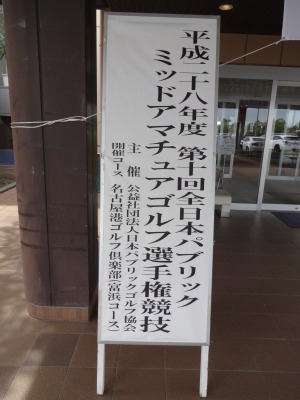 平成二十八年度 第十回全日本パブリック
ミッドアマチュアゴルフ選手権競技
主催 公益社団法人日本パブリックゴルフ協会
開催コース 名古屋港ゴルフ倶楽部(富浜コース)